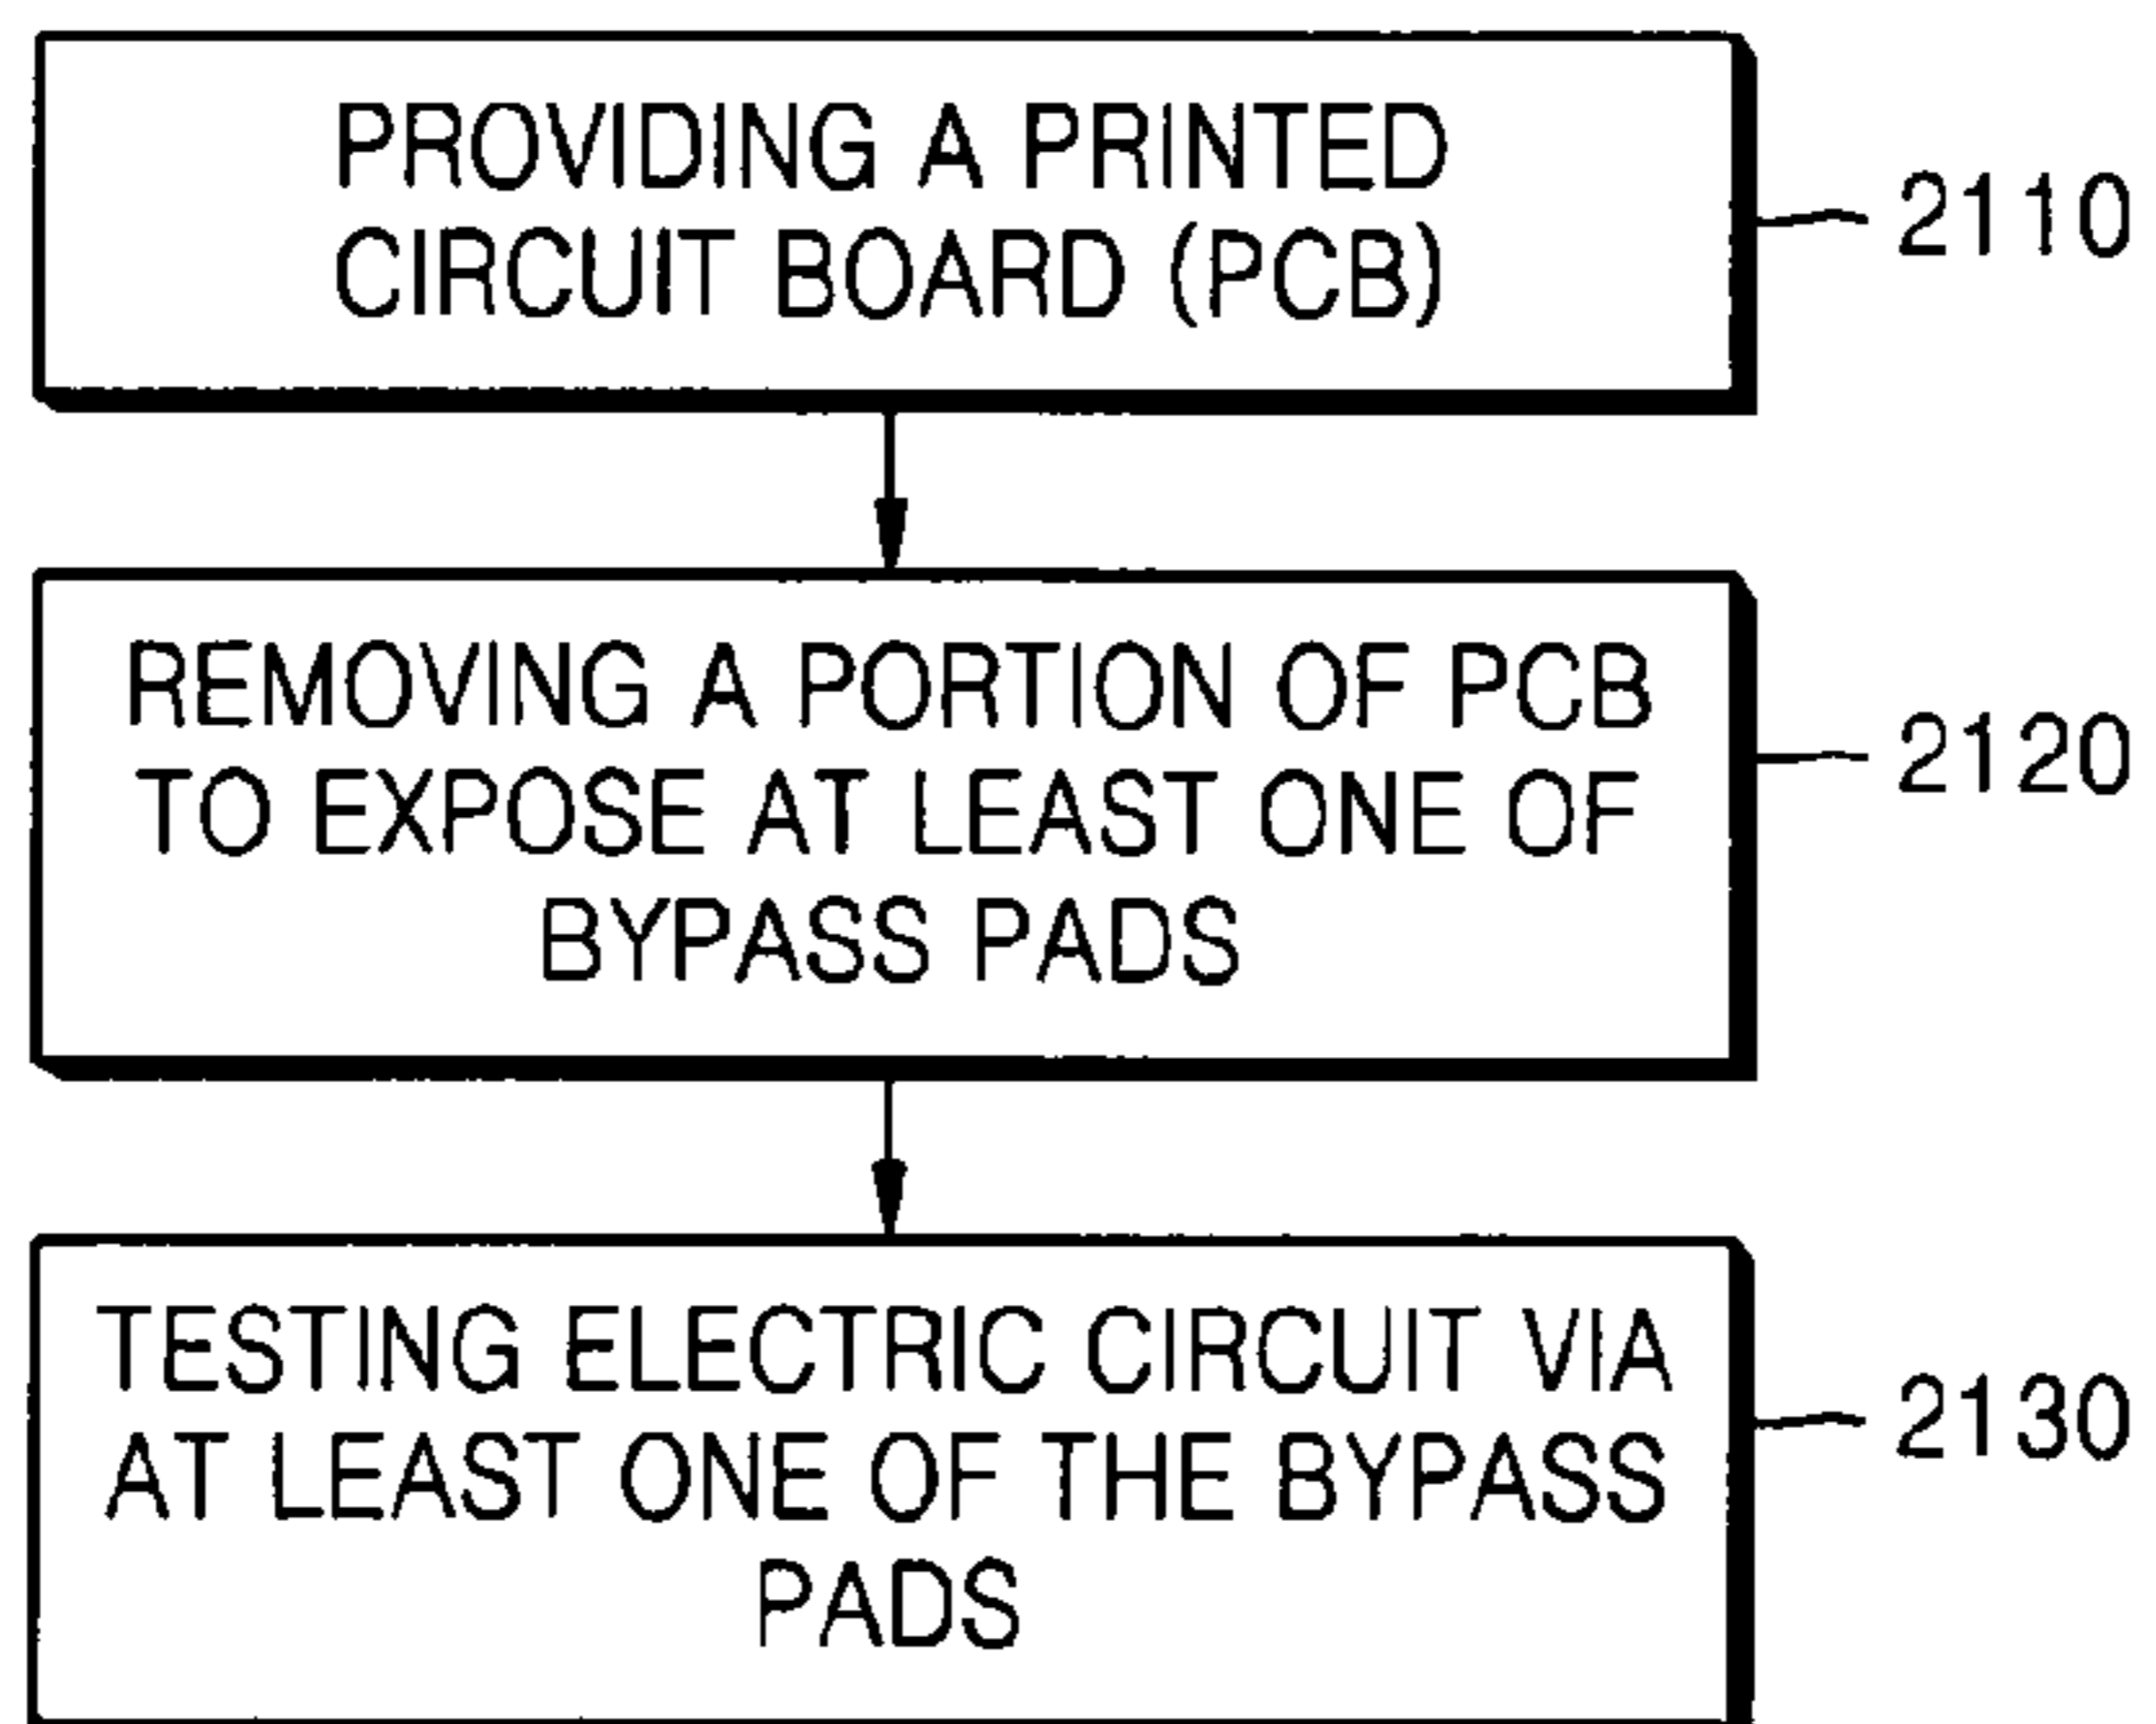 PROVIDING A PRINTED
CIRCUIT BOARD (PCB)
2110
REMOVING A PORTION OF PCB
TO EXPOSE AT LEAST ONE OF
BYPASS PADS
2120
TESTING ELECTRIC CIRCUIT VIA
AT LEAST ONE OF THE BYPASS
PADS
2130